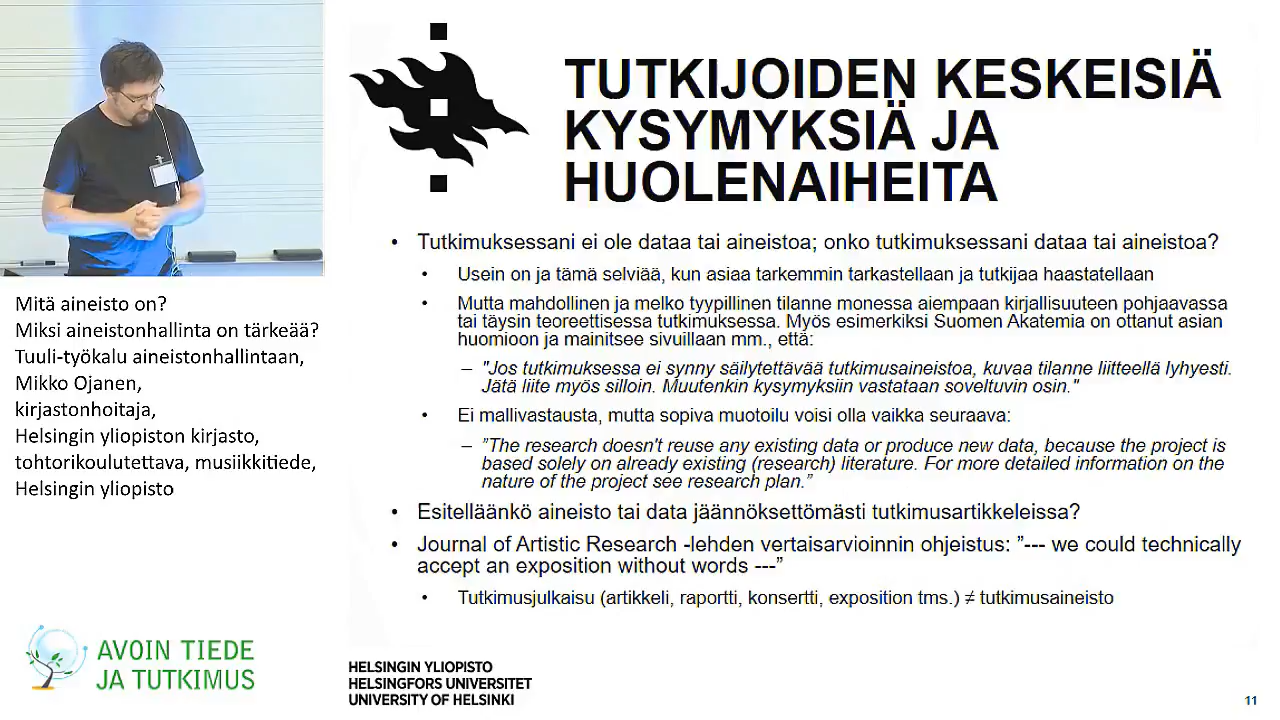 TUTKIJOIDEN KESKEISIÄ
KYSYMYKSIÄ JA
HUOLENAIHEITA
• Tutkimuksessani ei ole dataa tai aineistoa; onko tutkimuksessani dataa tai aineistoa?
• Usein on ja tämä selviää, kun asiaa tarkemmin tarkastellaan ja tutkijaa haastatellaan
• Mutta mahdollinen ja melko tyypillinen tilanne monessa aiempaan kirjallisuuteen pohjaavassa
tai täysin teoreettisessa tutkimuksessa. Myös esimerkiksi Suomen Akatemia on ottanut asian
huomioon ja mainitsee sivuillaan mm., että:
– "Jos tutkimuksessa ei synny säilytettävää tutkimusaineistoa, kuvaa tilanne liitteellä lyhyesti.
Jätä liite myös silloin. Muutenkin kysymyksiin vastataan soveltuvin osin."
• Ei mallivastausta, mutta sopiva muotoilu voisi olla vaikka seuraava:
– ”The research doesn't reuse any existing data or produce new data, because the project is
based solely on already existing (research) literature. For more detailed information on the
nature of the project see research plan.”
• Esitelläänkö aineisto tai data jäännöksettömästi tutkimusartikkeleissa?
• Journal of Artistic Research -lehden vertaisarvioinnin ohjeistus: ”--- we could technically
accept an exposition without words ---”
• Tutkimusjulkaisu (artikkeli, raportti, konsertti, exposition tms.) ≠ tutkimusaineisto
Mitä aineisto on?
Miksi aineistonhallinta on tärkeää?
Tuuli-työkalu aineistonhallintaan,
Mikko Ojanen,
kirjastonhoitaja,
Helsingin yliopiston kirjasto,
tohtorikoulutettava, musiikkitiede,
Helsingin yliopisto
AVOIN TIEDE
JA TUTKIMUS
HELSINGIN YLIOPISTO
HELSINGFORS UNIVERSITET
UNIVERSITY OF HELSINKI
11